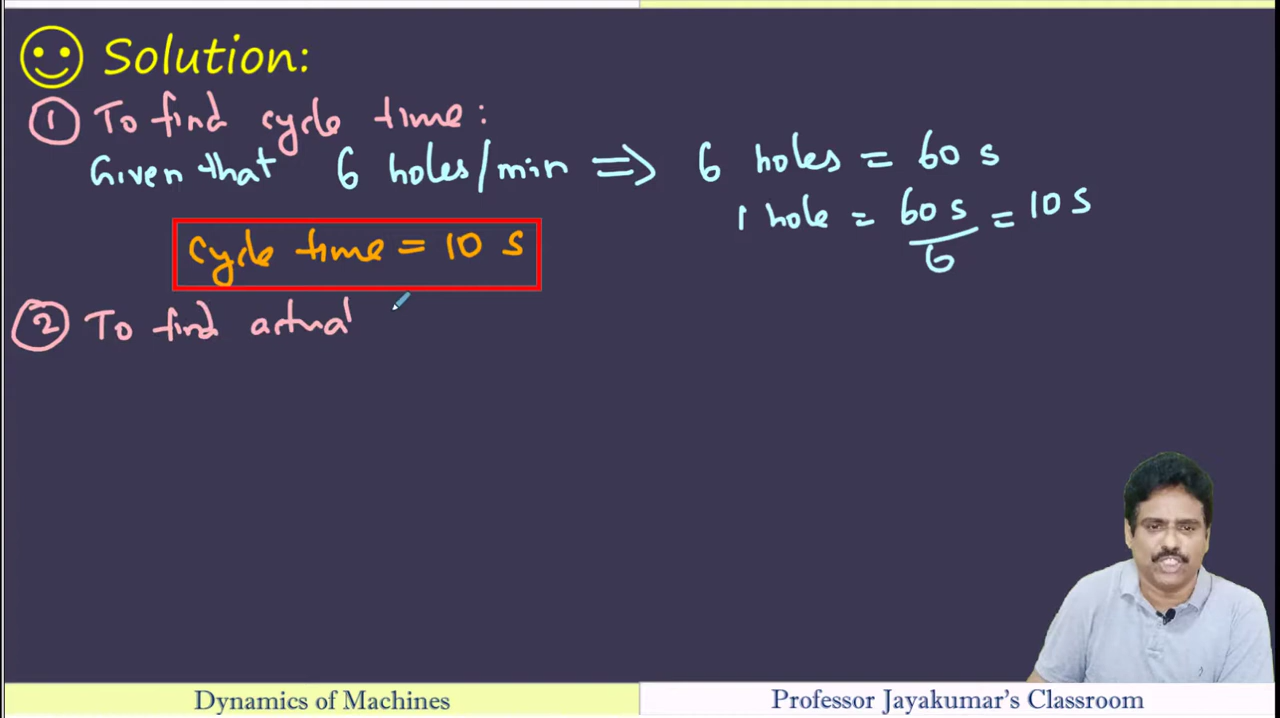 Solution:
① To find cycle time:
Given that 6 holes/min ⇒ 6 holes = 60 s
1 hole = 60 s / 6 = 10 s
cycle time = 10 s
② To find actual
Dynamics of Machines
Professor Jayakumar's Classroom